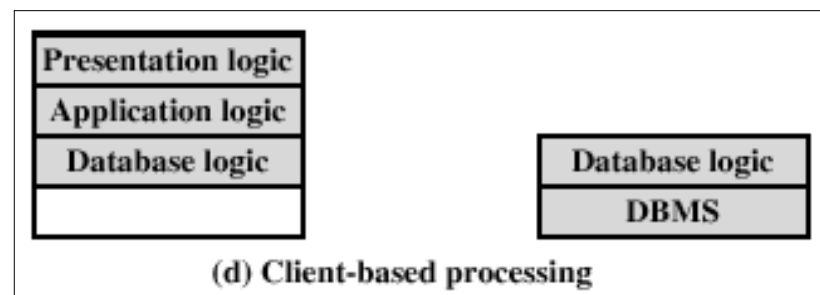 Presentation logic
Application logic
Database logic
Database logic
DBMS
(d) Client-based processing